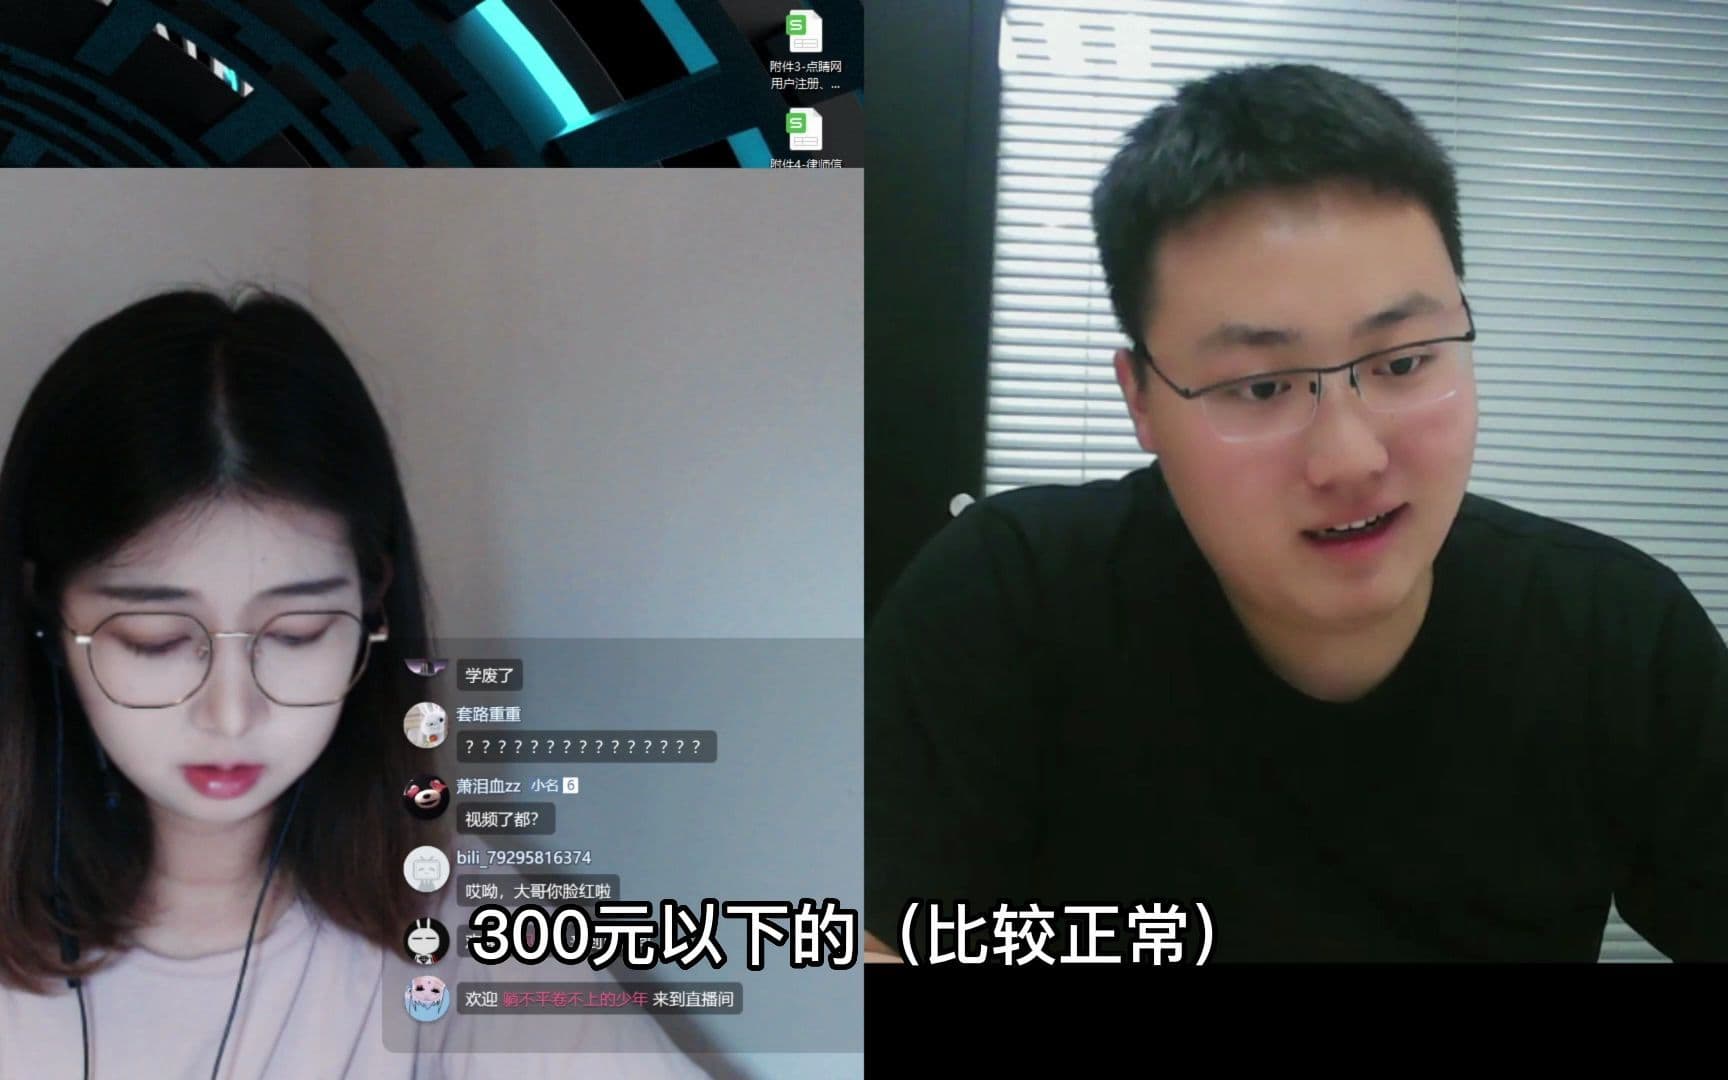 附件3-点睛网
用户注册、...
附件4-律师信
学废了
套路重重
？？？？？？？？？？？？？？？
萧泪血zz 小名 6
视频了都？
bili_79295816374
哎呦，大哥你脸红啦
300元以下的（比较正常）
欢迎 躺不平卷不上的少年 来到直播间